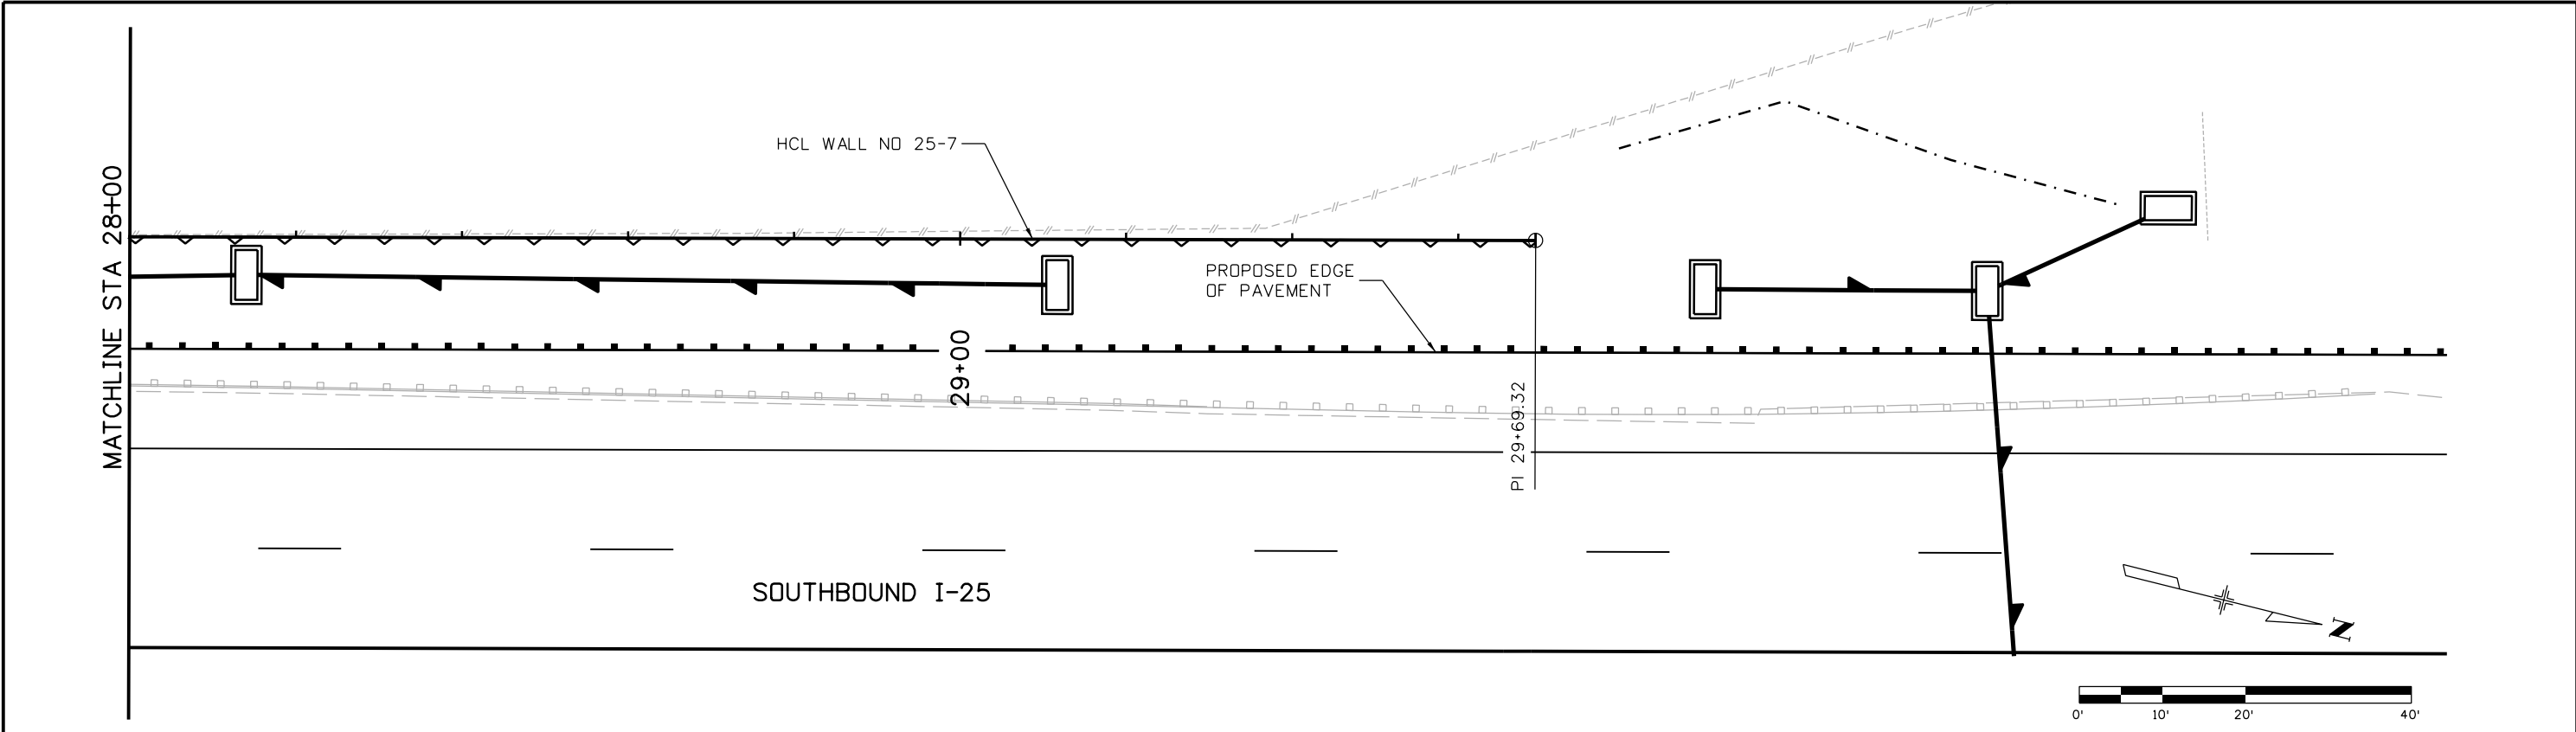 HCL WALL NO 25-7
MATCHLINE STA 28+00
PROPOSED EDGE
OF PAVEMENT
29+00
PI 29+69.32
SOUTHBOUND I-25
N
0' 10' 20' 40'